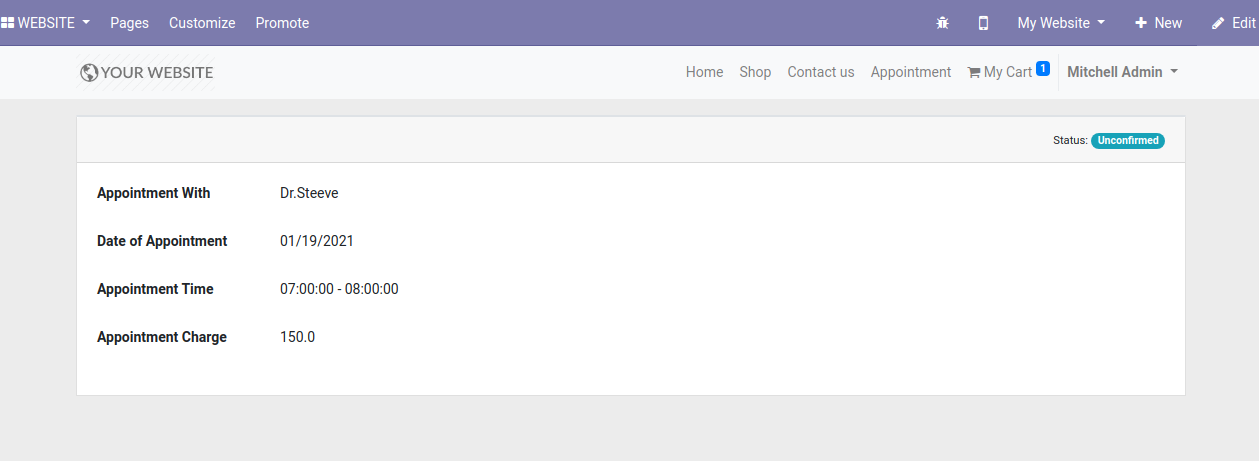 WEBSITE Pages Customize Promote My Website New Edit
YOUR WEBSITE Home Shop Contact us Appointment My Cart 1 Mitchell Admin
Status: Unconfirmed
Appointment With Dr.Steeve
Date of Appointment 01/19/2021
Appointment Time 07:00:00 - 08:00:00
Appointment Charge 150.0